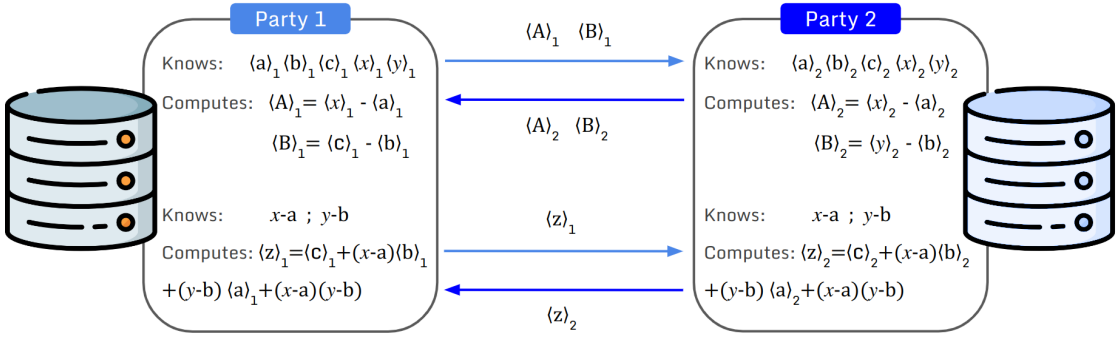 Party 1
Knows: ⟨a⟩₁⟨b⟩₁⟨c⟩₁⟨x⟩₁⟨y⟩₁
Computes: ⟨A⟩₁= ⟨x⟩₁ - ⟨a⟩₁
⟨B⟩₁= ⟨c⟩₁ - ⟨b⟩₁
Knows: x-a ; y-b
Computes: ⟨z⟩₁=⟨c⟩₁+(x-a)⟨b⟩₁
+(y-b) ⟨a⟩₁+(x-a)(y-b)
⟨A⟩₁ ⟨B⟩₁
⟨A⟩₂ ⟨B⟩₂
⟨z⟩₁
⟨z⟩₂
Party 2
Knows: ⟨a⟩₂⟨b⟩₂⟨c⟩₂⟨x⟩₂⟨y⟩₂
Computes: ⟨A⟩₂= ⟨x⟩₂ - ⟨a⟩₂
⟨B⟩₂= ⟨y⟩₂ - ⟨b⟩₂
Knows: x-a ; y-b
Computes: ⟨z⟩₂=⟨c⟩₂+(x-a)⟨b⟩₂
+(y-b) ⟨a⟩₂+(x-a)(y-b)